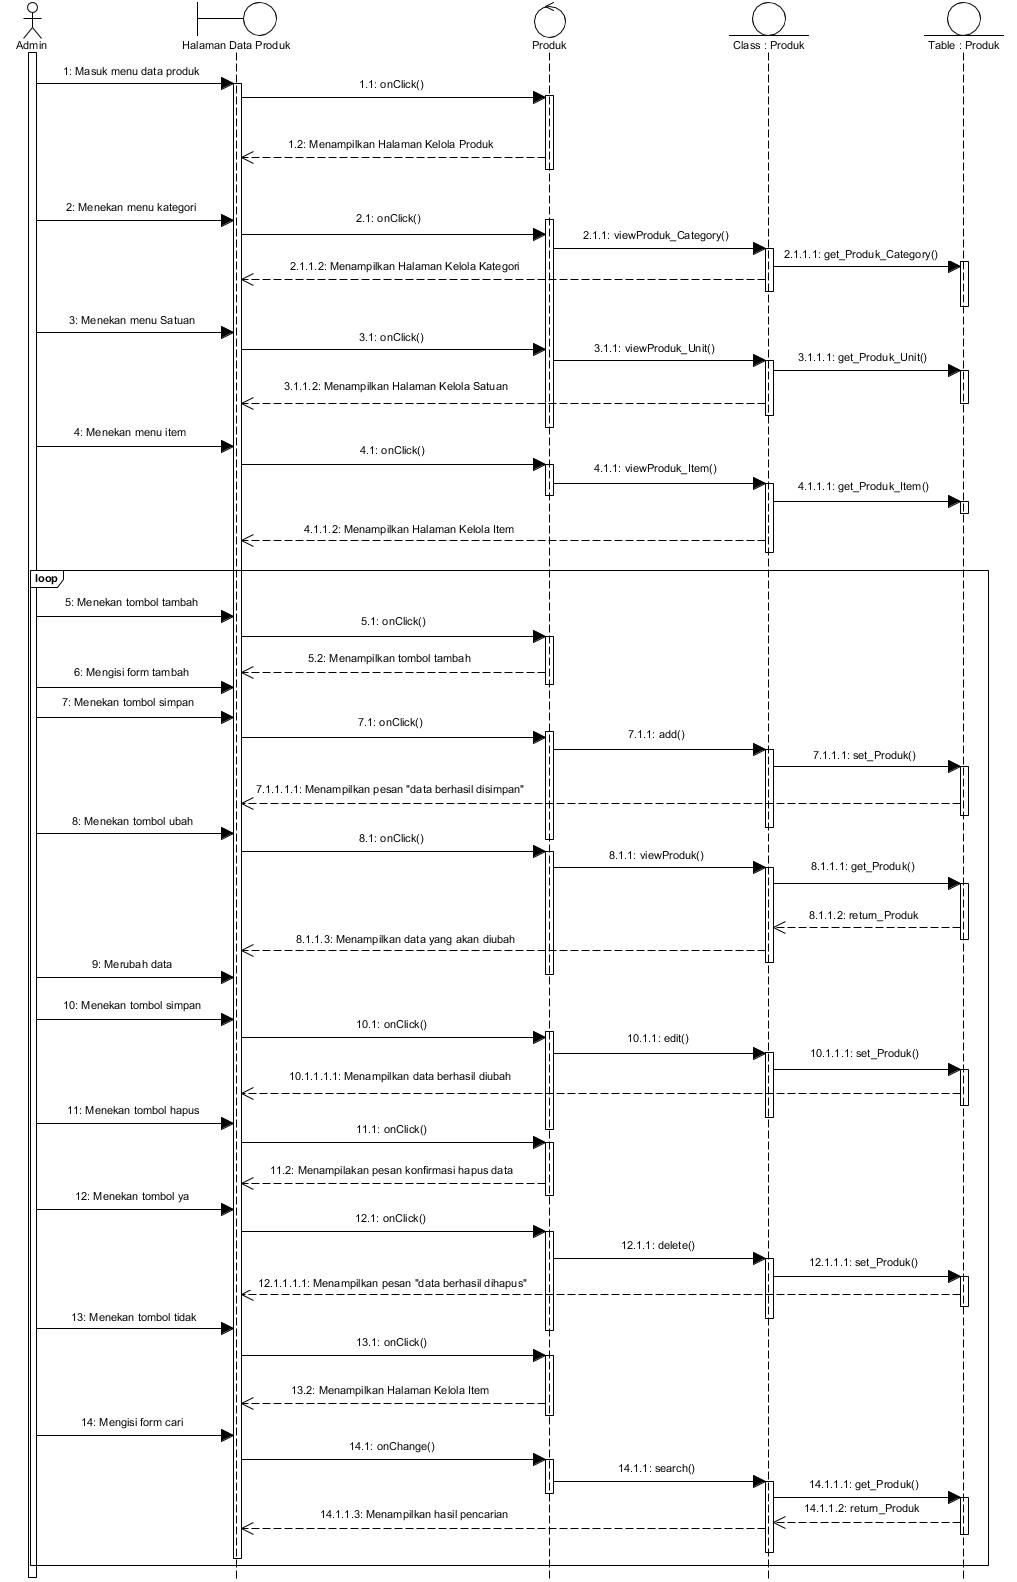 Admin
Halaman Data Produk
Produk
Class : Produk
Table : Produk
1: Masuk menu data produk
1.1: onClick()
1.2: Menampilkan Halaman Kelola Produk
2: Menekan menu kategori
2.1: onClick()
2.1.1: viewProduk_Category()
2.1.1.1: get_Produk_Category()
2.1.1.2: Menampilkan Halaman Kelola Kategori
3: Menekan menu Satuan
3.1: onClick()
3.1.1: viewProduk_Unit()
3.1.1.1: get_Produk_Unit()
3.1.1.2: Menampilkan Halaman Kelola Satuan
4: Menekan menu item
4.1: onClick()
4.1.1: viewProduk_Item()
4.1.1.1: get_Produk_Item()
4.1.1.2: Menampilkan Halaman Kelola Item
loop
5: Menekan tombol tambah
5.1: onClick()
5.2: Menampilkan tombol tambah
6: Mengisi form tambah
7: Menekan tombol simpan
7.1: onClick()
7.1.1: add()
7.1.1.1: set_Produk()
7.1.1.1.1: Menampilkan pesan "data berhasil disimpan"
8: Menekan tombol ubah
8.1: onClick()
8.1.1: viewProduk()
8.1.1.1: get_Produk()
8.1.1.2: return_Produk
8.1.1.3: Menampilkan data yang akan diubah
9: Merubah data
10: Menekan tombol simpan
10.1: onClick()
10.1.1: edit()
10.1.1.1: set_Produk()
10.1.1.1.1: Menampilkan data berhasil diubah
11: Menekan tombol hapus
11.1: onClick()
11.2: Menampilakan pesan konfirmasi hapus data
12: Menekan tombol ya
12.1: onClick()
12.1.1: delete()
12.1.1.1: set_Produk()
12.1.1.1.1: Menampilkan pesan "data berhasil dihapus"
13: Menekan tombol tidak
13.1: onClick()
13.2: Menampilkan Halaman Kelola Item
14: Mengisi form cari
14.1: onChange()
14.1.1: search()
14.1.1.1: get_Produk()
14.1.1.2: return_Produk
14.1.1.3: Menampilkan hasil pencarian